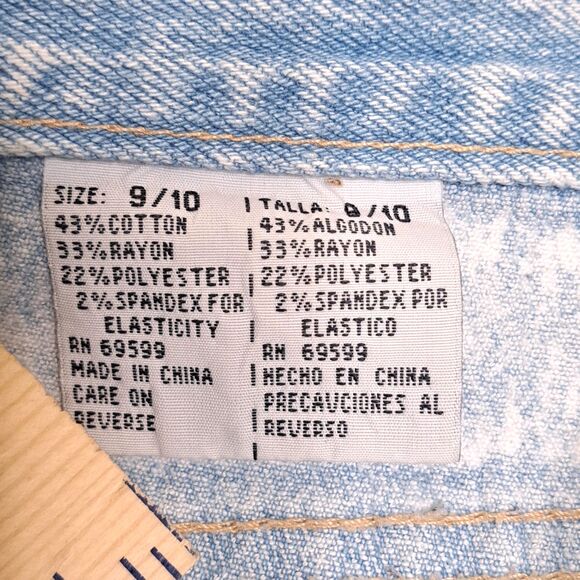 SIZE: 9/10
43% COTTON
33% RAYON
22% POLYESTER
2% SPANDEX FOR
ELASTICITY
RN 69599
MADE IN CHINA
CARE ON
REVERSE
TALLA: 9/10
43% ALGODON
33% RAYON
22% POLYESTER
2% SPANDEX POR
ELASTICO
RN 69599
HECHO EN CHINA
PRECAVCIONES AL
REVERSO